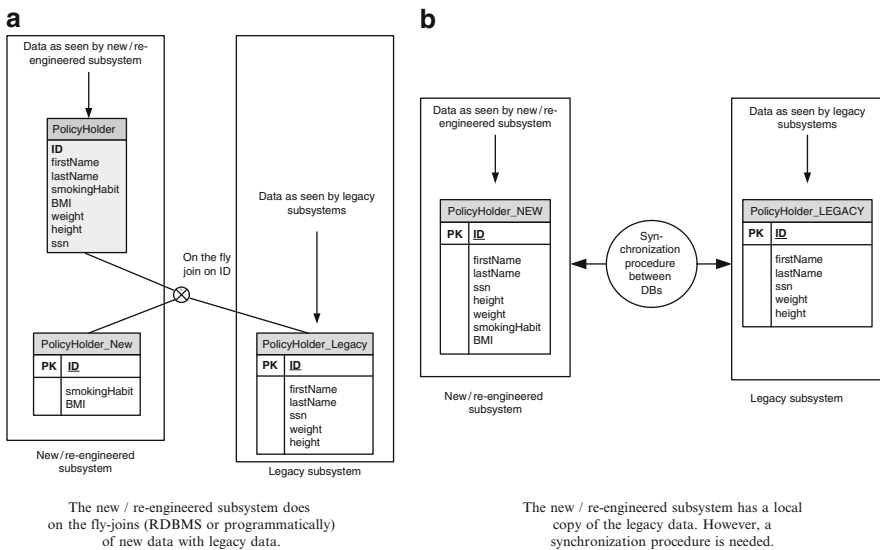 a
Data as seen by new/re-
engineered subsystem
PolicyHolder
ID
firstName
lastName
smokingHabit
BMI
weight
height
ssn
On the fly
join on ID
PolicyHolder_New
PK ID
smokingHabit
BMI
New/re-engineered
subsystem
Data as seen by legacy
subsystems
PolicyHolder_Legacy
PK ID
firstName
lastName
ssn
weight
height
Legacy subsystem
The new / re-engineered subsystem does
on the fly-joins (RDBMS or programmatically)
of new data with legacy data.
b
Data as seen by new/re-
engineered subsystem
PolicyHolder_NEW
PK ID
firstName
lastName
ssn
height
weight
smokingHabit
BMI
New/re-engineered
subsystem
Syn-
chronization
procedure
between
DBs
Data as seen by legacy
subsystems
PolicyHolder_LEGACY
PK ID
firstName
lastName
ssn
weight
height
Legacy subsystem
The new / re-engineered subsystem has a local
copy of the legacy data. However, a
synchronization procedure is needed.